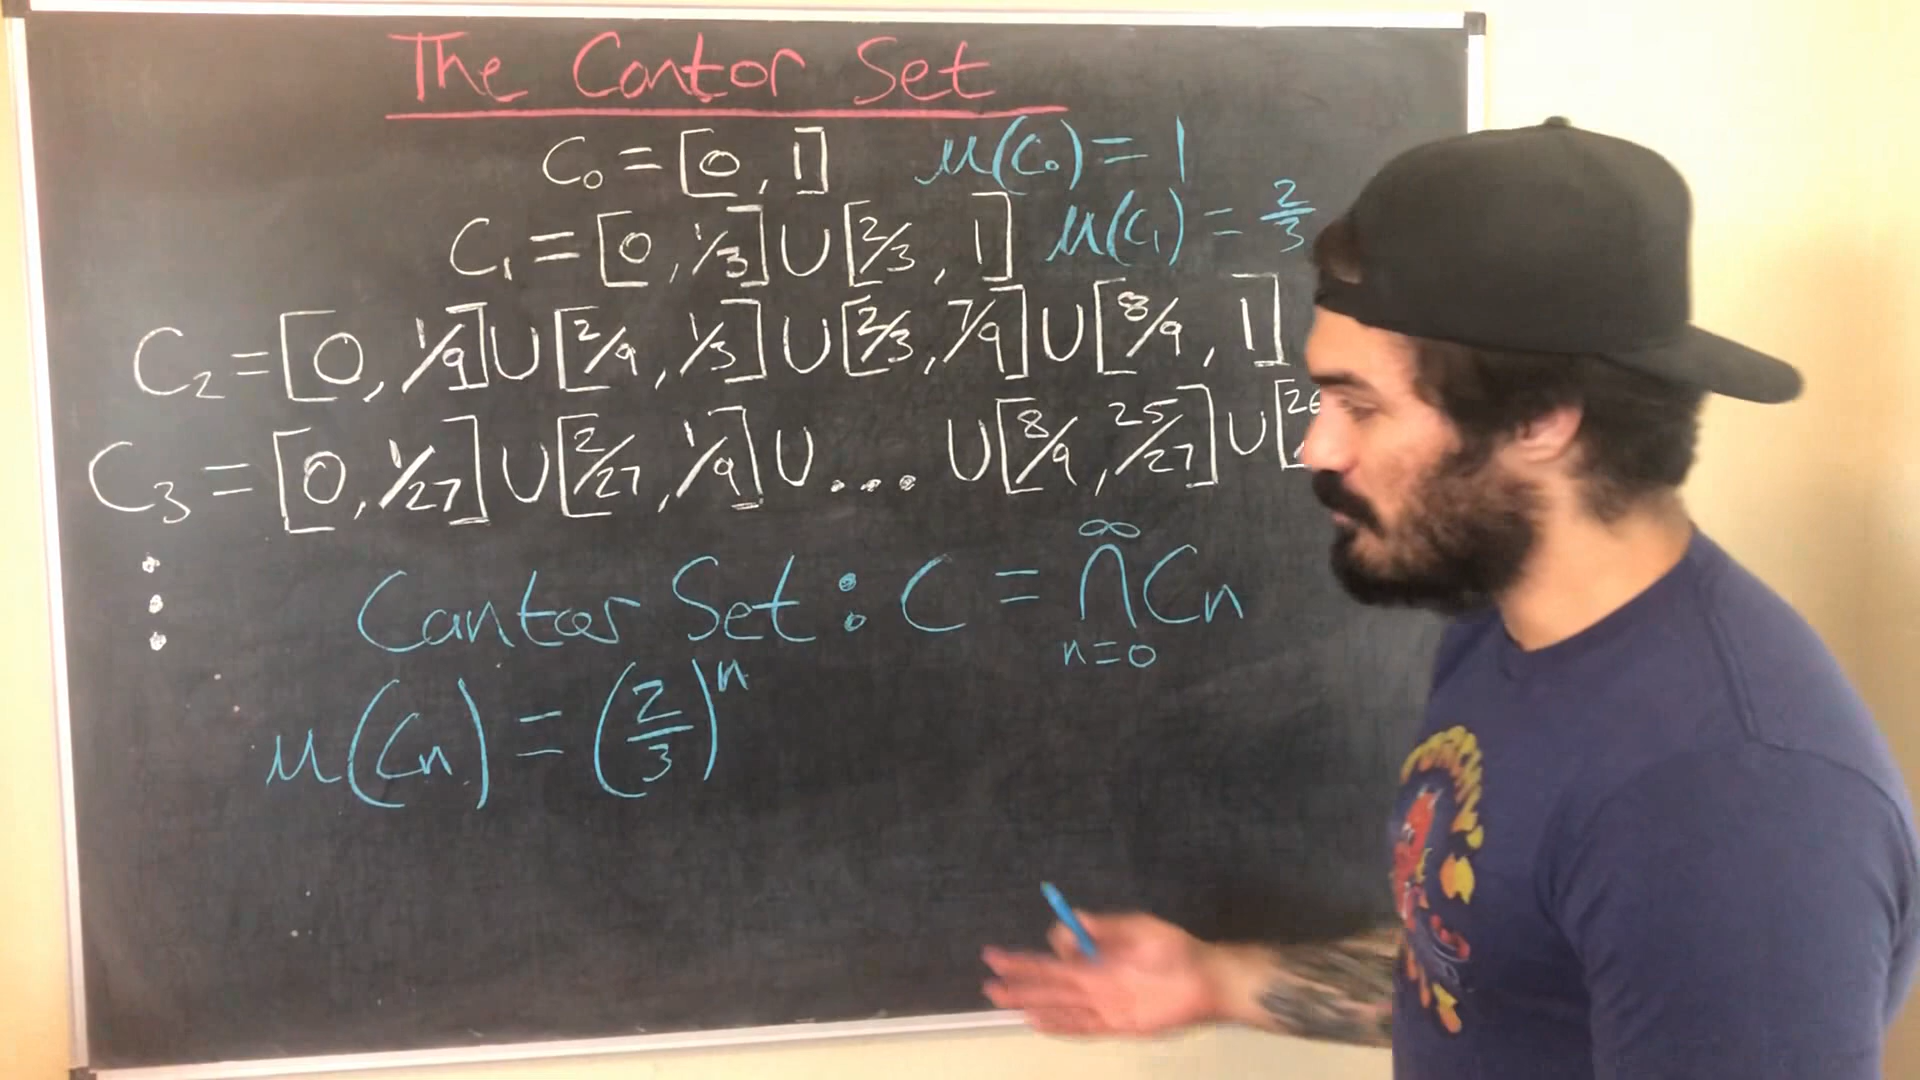 The Cantor Set
C₀ = [0, 1] μ(C₀) = 1
C₁ = [0, 1/3] ∪ [2/3, 1] μ(C₁) = 2/3
C₂ = [0, 1/9] ∪ [2/9, 1/3] ∪ [2/3, 7/9] ∪ [8/9, 1]
C₃ = [0, 1/27] ∪ [2/27, 1/9] ∪ ... ∪ [8/9, 25/27] ∪ [26
⋮
Cantor Set: C = ∞ ∩ n=0 Cn
μ(Cn) = (2/3)ⁿ